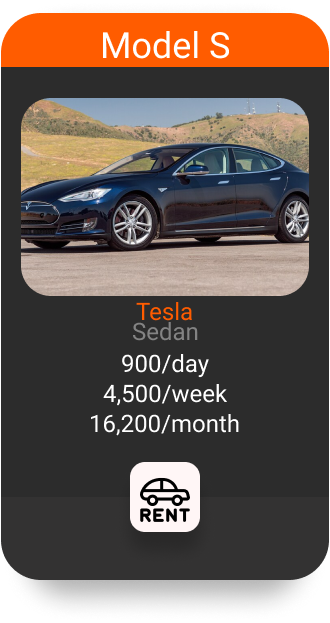 Model S
Tesla
Sedan
900/day
4,500/week
16,200/month
RENT